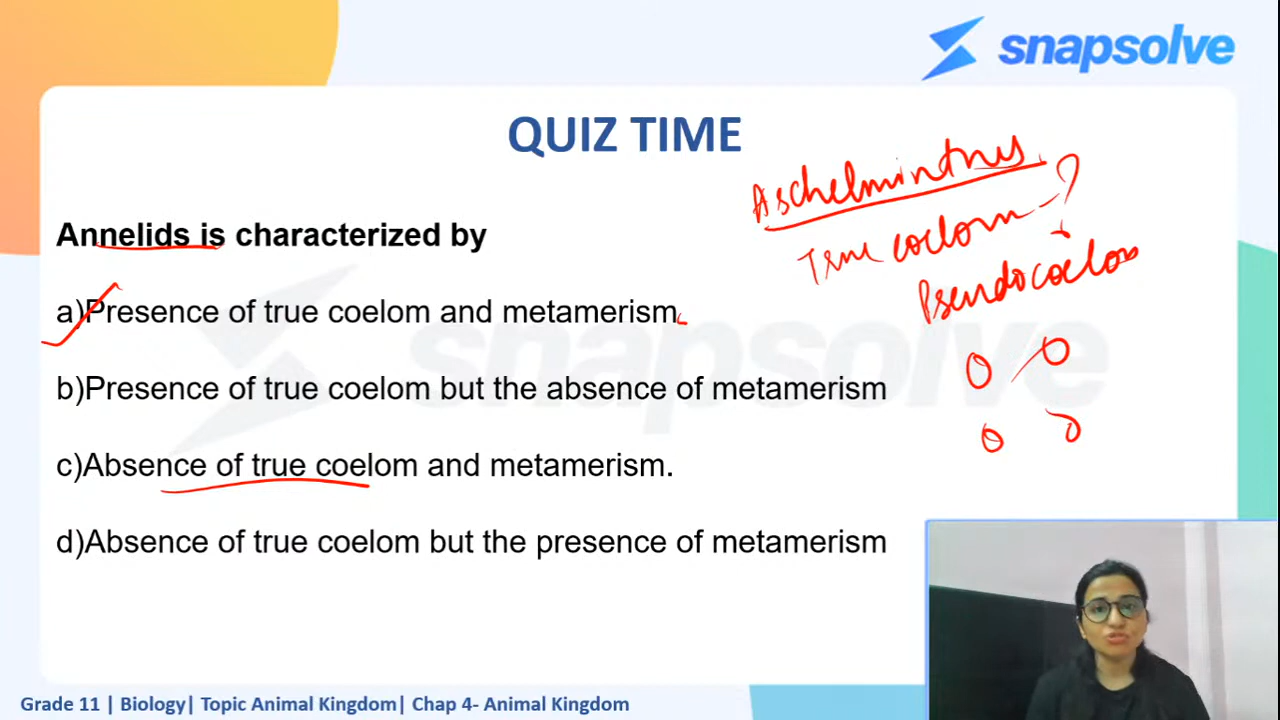 snapsolve
QUIZ TIME
Aschelminthes
True coelom - ?
Pseudocoelom
Annelids is characterized by
a)Presence of true coelom and metamerism.
b)Presence of true coelom but the absence of metamerism
c)Absence of true coelom and metamerism.
d)Absence of true coelom but the presence of metamerism
snapsolve
Grade 11 | Biology| Topic Animal Kingdom| Chap 4- Animal Kingdom